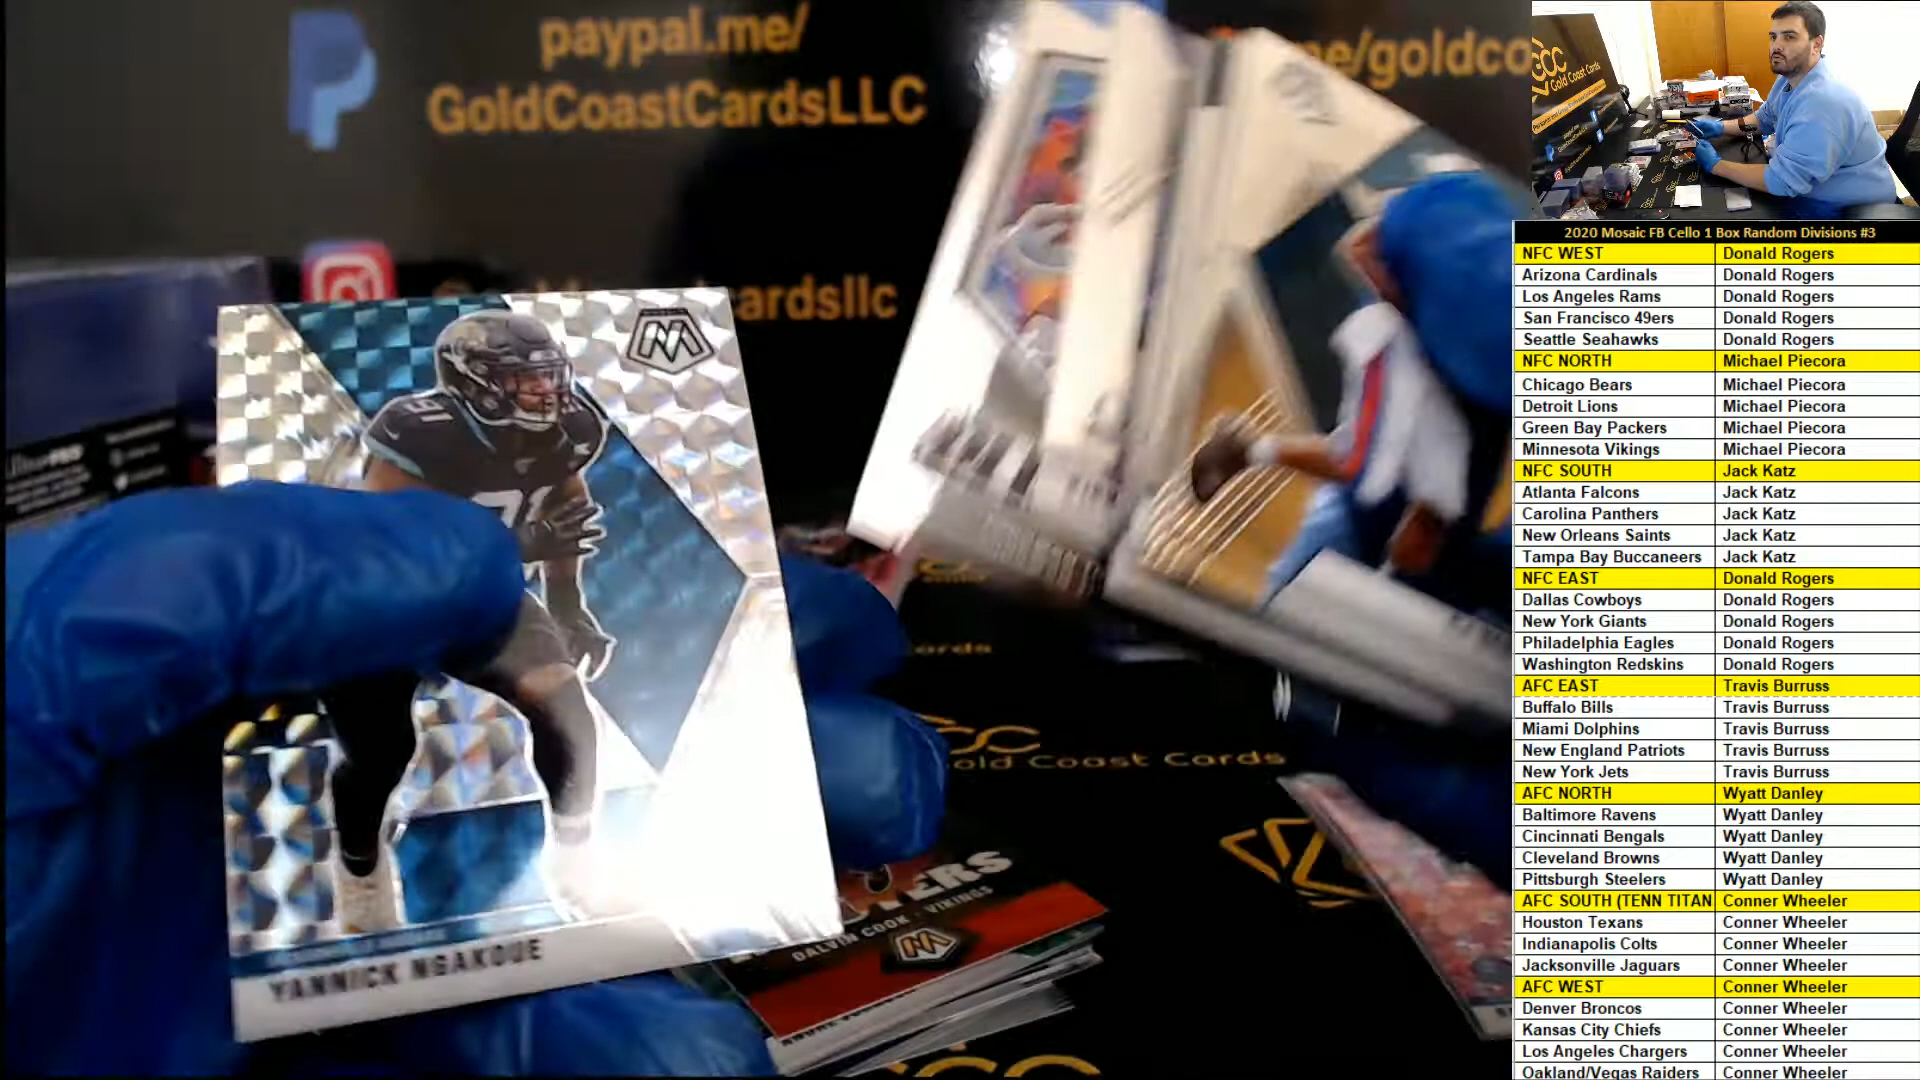 paypal.me/
GoldCoastCardsLLC
me/goldco
cardsllc
GCC
Gold Coast Cards
91
91
YANNICK NGAKOUE
DALVIN COOK - VIKINGS
old Coast Cards
ords
2020 Mosaic FB Cello 1 Box Random Divisions #3
NFC WEST Donald Rogers
Arizona Cardinals Donald Rogers
Los Angeles Rams Donald Rogers
San Francisco 49ers Donald Rogers
Seattle Seahawks Donald Rogers
NFC NORTH Michael Piecora
Chicago Bears Michael Piecora
Detroit Lions Michael Piecora
Green Bay Packers Michael Piecora
Minnesota Vikings Michael Piecora
NFC SOUTH Jack Katz
Atlanta Falcons Jack Katz
Carolina Panthers Jack Katz
New Orleans Saints Jack Katz
Tampa Bay Buccaneers Jack Katz
NFC EAST Donald Rogers
Dallas Cowboys Donald Rogers
New York Giants Donald Rogers
Philadelphia Eagles Donald Rogers
Washington Redskins Donald Rogers
AFC EAST Travis Burruss
Buffalo Bills Travis Burruss
Miami Dolphins Travis Burruss
New England Patriots Travis Burruss
New York Jets Travis Burruss
AFC NORTH Wyatt Danley
Baltimore Ravens Wyatt Danley
Cincinnati Bengals Wyatt Danley
Cleveland Browns Wyatt Danley
Pittsburgh Steelers Wyatt Danley
AFC SOUTH (TENN TITAN Conner Wheeler
Houston Texans Conner Wheeler
Indianapolis Colts Conner Wheeler
Jacksonville Jaguars Conner Wheeler
AFC WEST Conner Wheeler
Denver Broncos Conner Wheeler
Kansas City Chiefs Conner Wheeler
Los Angeles Chargers Conner Wheeler
Oakland/Vegas Raiders Conner Wheeler